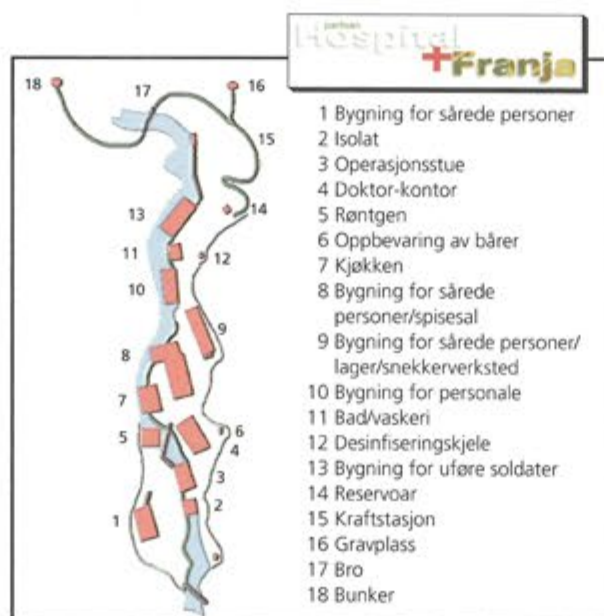 partisan
Hospital
+Franja
18
17
16
15
14
13
12
11
10
9
8
7
6
5
4
3
2
1
1 Bygning for sårede personer
2 Isolat
3 Operasjonsstue
4 Doktor-kontor
5 Røntgen
6 Oppbevaring av bårer
7 Kjøkken
8 Bygning for sårede
personer/spisesal
9 Bygning for sårede personer/
lager/snekkerverksted
10 Bygning for personale
11 Bad/vaskeri
12 Desinfiseringskjele
13 Bygning for uføre soldater
14 Reservoar
15 Kraftstasjon
16 Gravplass
17 Bro
18 Bunker